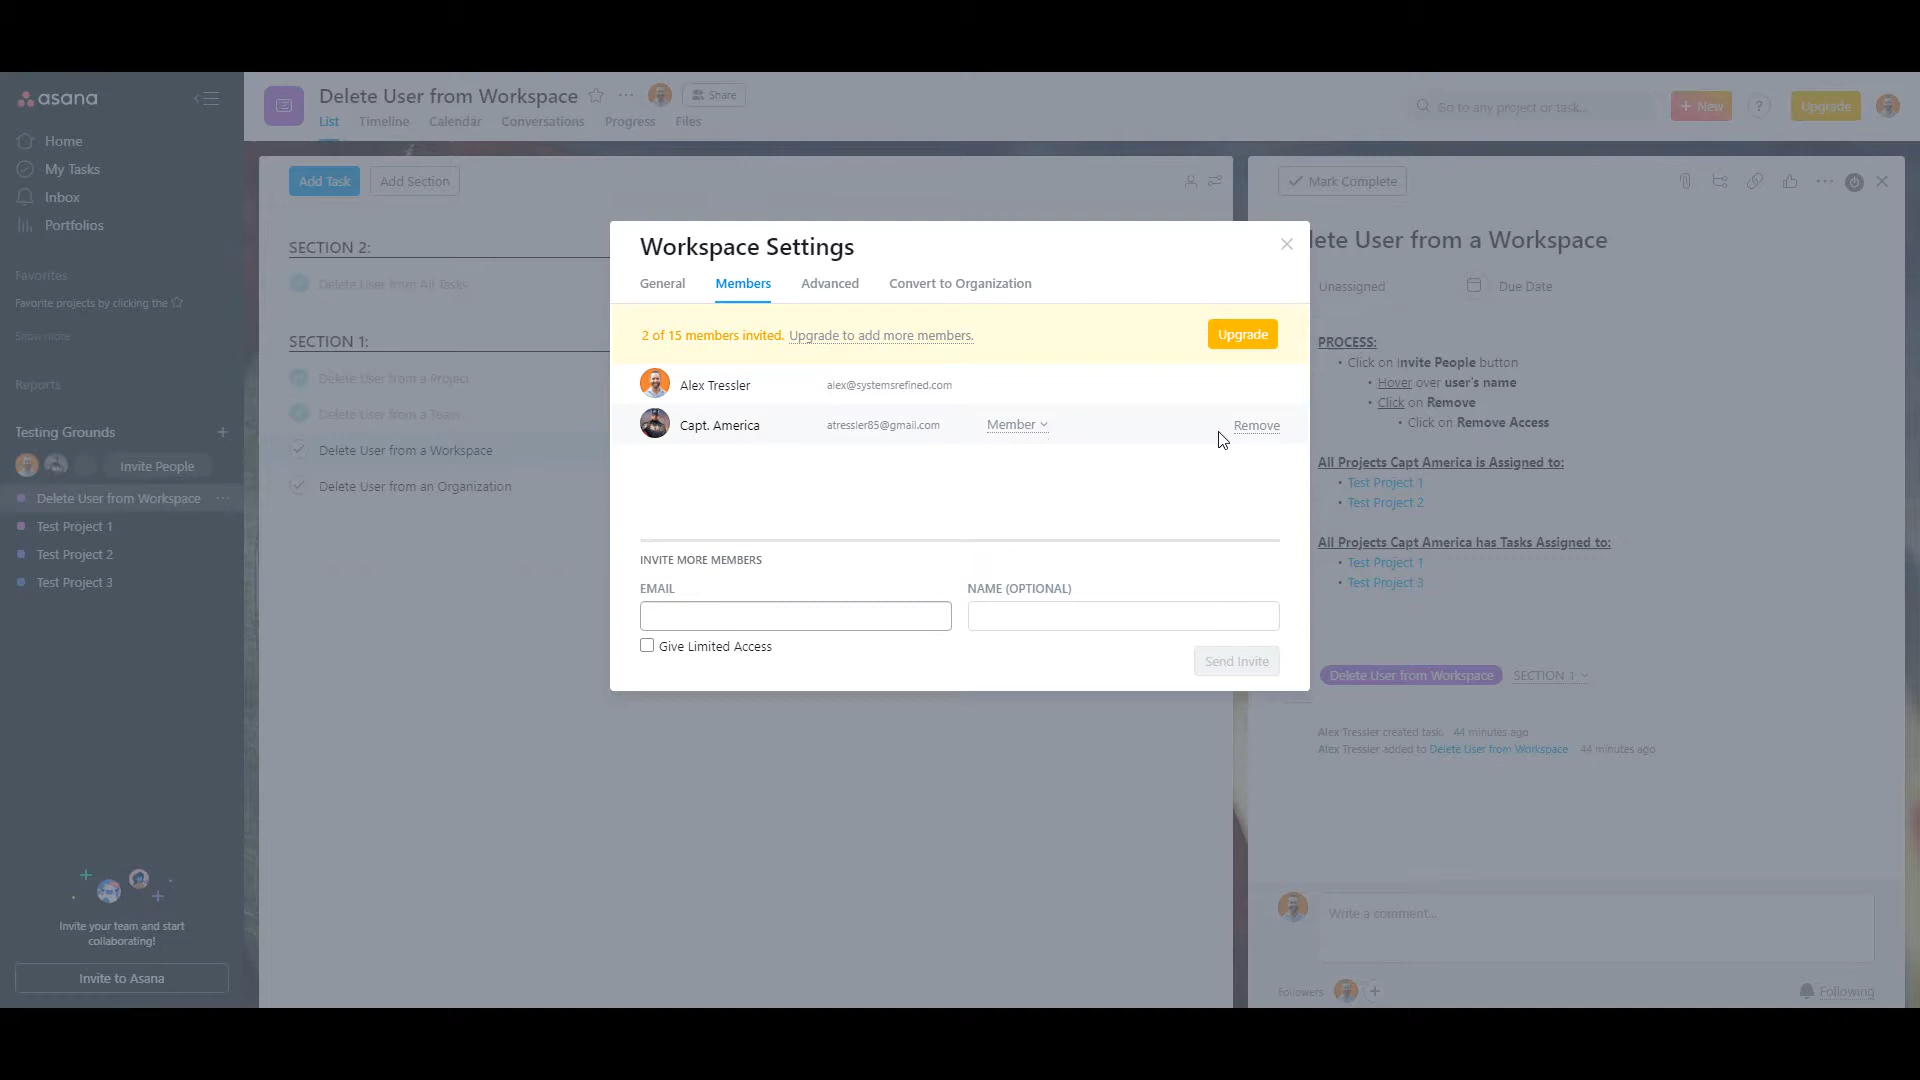 asana
Home
My Tasks
Inbox
Portfolios
Favorites
Favorite projects by clicking the
Show more
Reports
Testing Grounds
Invite People
Delete User from Workspace
Test Project 1
Test Project 2
Test Project 3
Invite your team and start
collaborating!
Invite to Asana
Delete User from Workspace
Share
List Timeline Calendar Conversations Progress Files
Go to any project or task...
+ New
?
Upgrade
Add Task
Add Section
SECTION 2:
Delete User from All Tasks
SECTION 1:
Delete User from a Project
Delete User from a Team
Delete User from a Workspace
Delete User from an Organization
Workspace Settings
General Members Advanced Convert to Organization
2 of 15 members invited. Upgrade to add more members.
Upgrade
Alex Tressler alex@systemsrefined.com
Capt. America atressler85@gmail.com Member Remove
INVITE MORE MEMBERS
EMAIL NAME (OPTIONAL)
Give Limited Access
Send Invite
Mark Complete
lete User from a Workspace
Unassigned Due Date
PROCESS:
• Click on Invite People button
• Hover over user's name
• Click on Remove
• Click on Remove Access
All Projects Capt America is Assigned to:
• Test Project 1
• Test Project 2
All Projects Capt America has Tasks Assigned to:
• Test Project 1
• Test Project 3
Delete User from Workspace SECTION 1
Alex Tressler created task. 44 minutes ago
Alex Tressler added to Delete User from Workspace 44 minutes ago
Write a comment...
Followers
Following